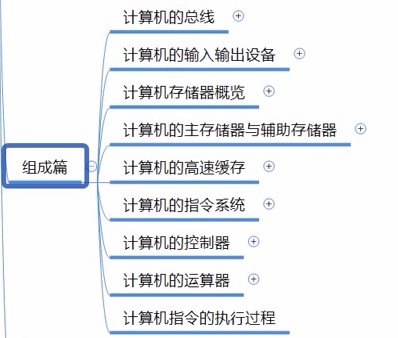 计算机的总线
计算机的输入输出设备
计算机存储器概览
计算机的主存储器与辅助存储器
组成篇
计算机的高速缓存
计算机的指令系统
计算机的控制器
计算机的运算器
计算机指令的执行过程